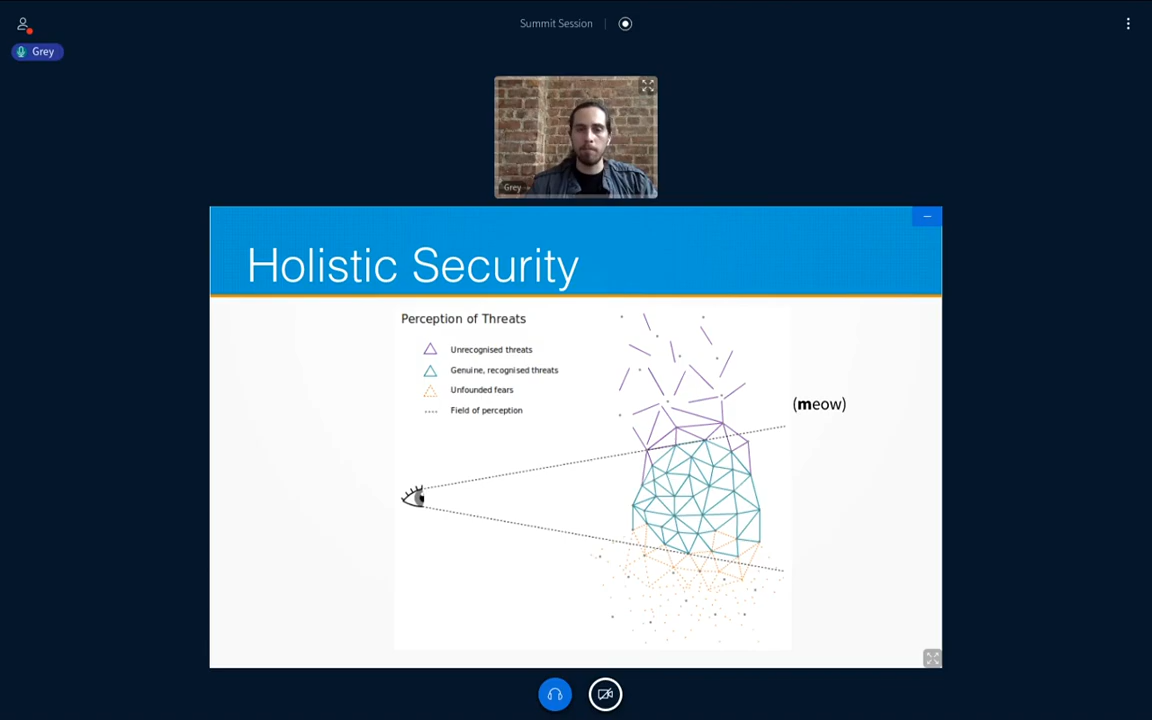 Summit Session
Grey
Grey
Holistic Security
Perception of Threats
Unrecognised threats
Genuine, recognised threats
Unfounded fears
Field of perception
(meow)